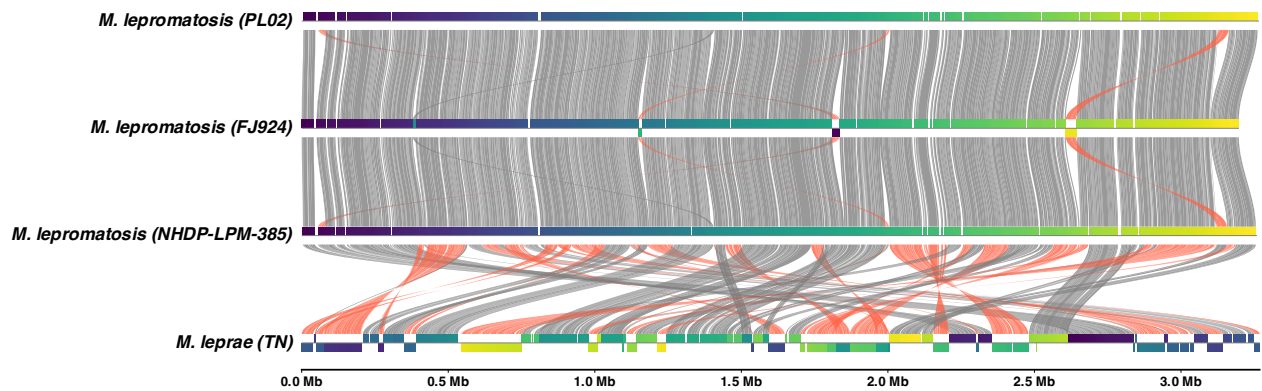 M. lepromatosis (PL02)
M. lepromatosis (FJ924)
M. lepromatosis (NHDP-LPM-385)
M. leprae (TN)
0.0 Mb 0.5 Mb 1.0 Mb 1.5 Mb 2.0 Mb 2.5 Mb 3.0 Mb